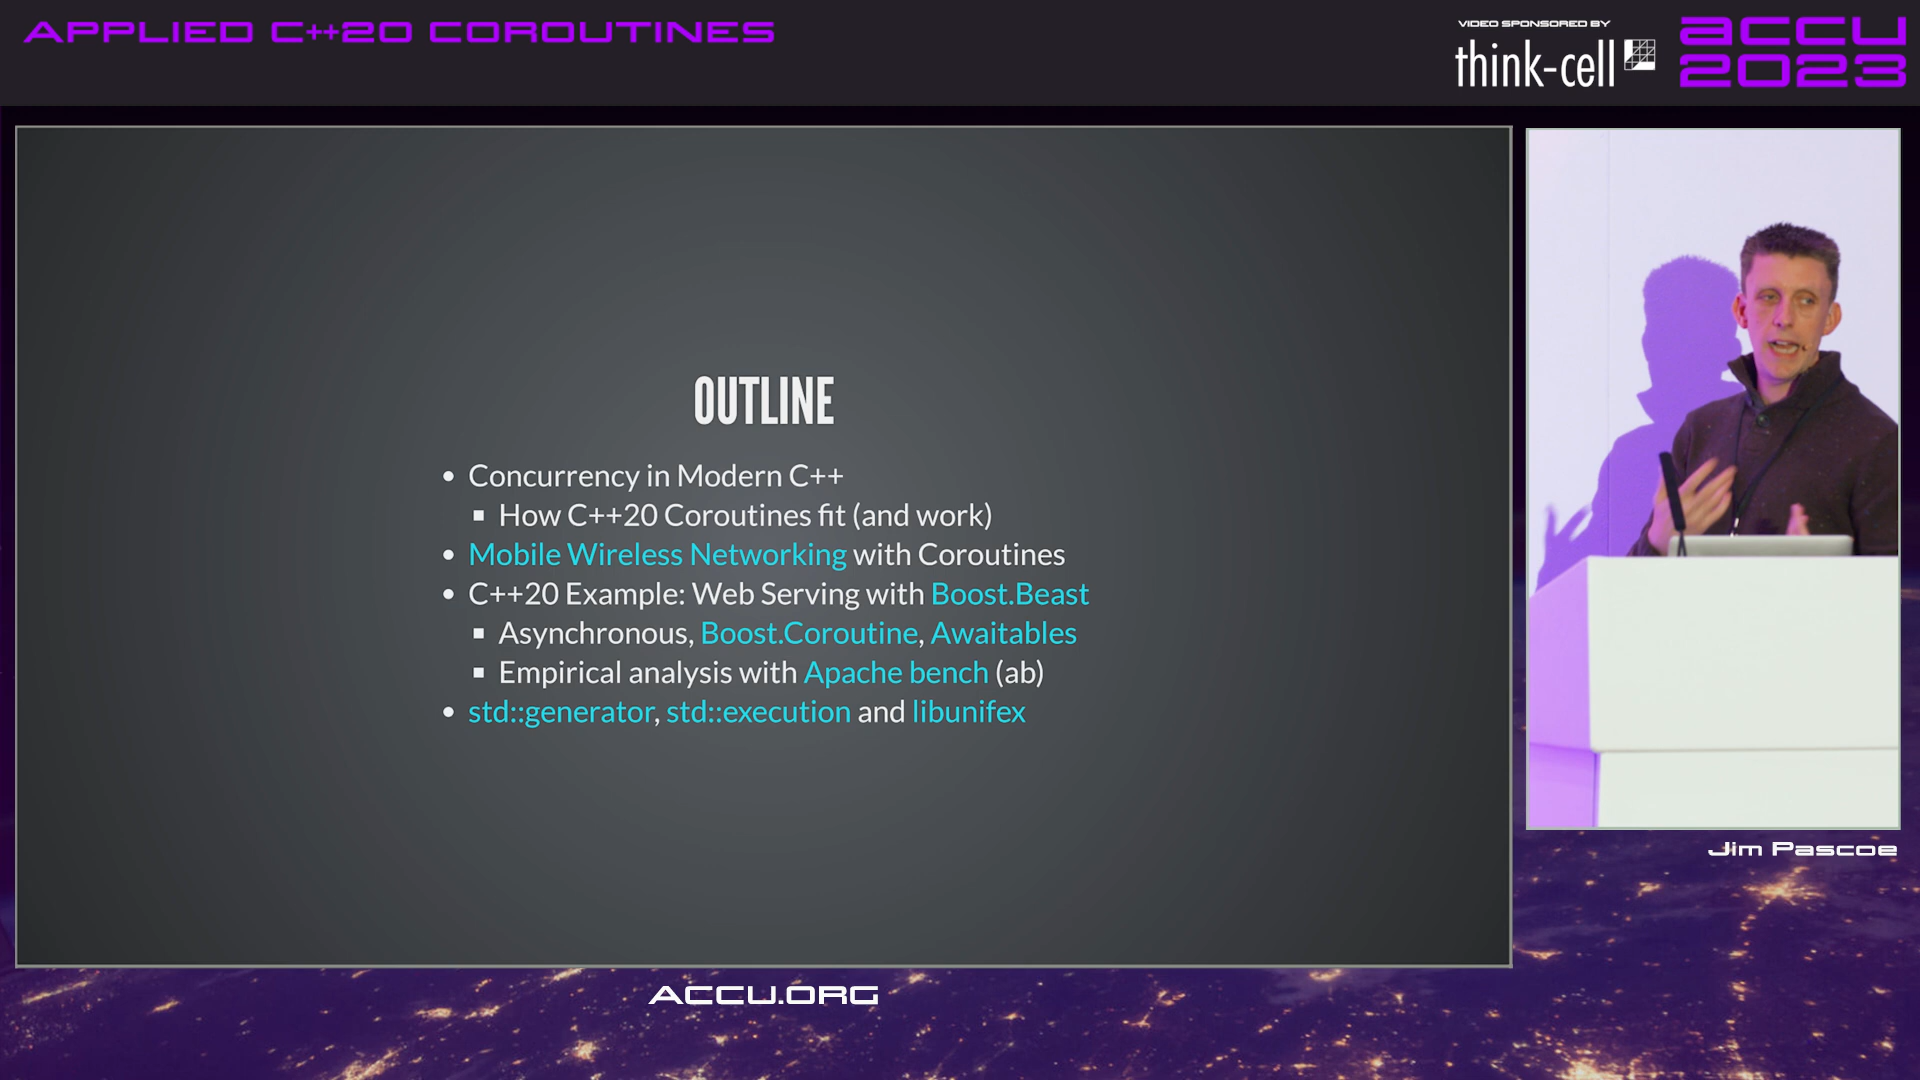 APPLIED C++20 COROUTINES
VIDEO SPONSORED BY
think-cell
accu
2023
OUTLINE
• Concurrency in Modern C++
▪ How C++20 Coroutines fit (and work)
• Mobile Wireless Networking with Coroutines
• C++20 Example: Web Serving with Boost.Beast
▪ Asynchronous, Boost.Coroutine, Awaitables
▪ Empirical analysis with Apache bench (ab)
• std::generator, std::execution and libunifex
Jim Pascoe
ACCU.ORG